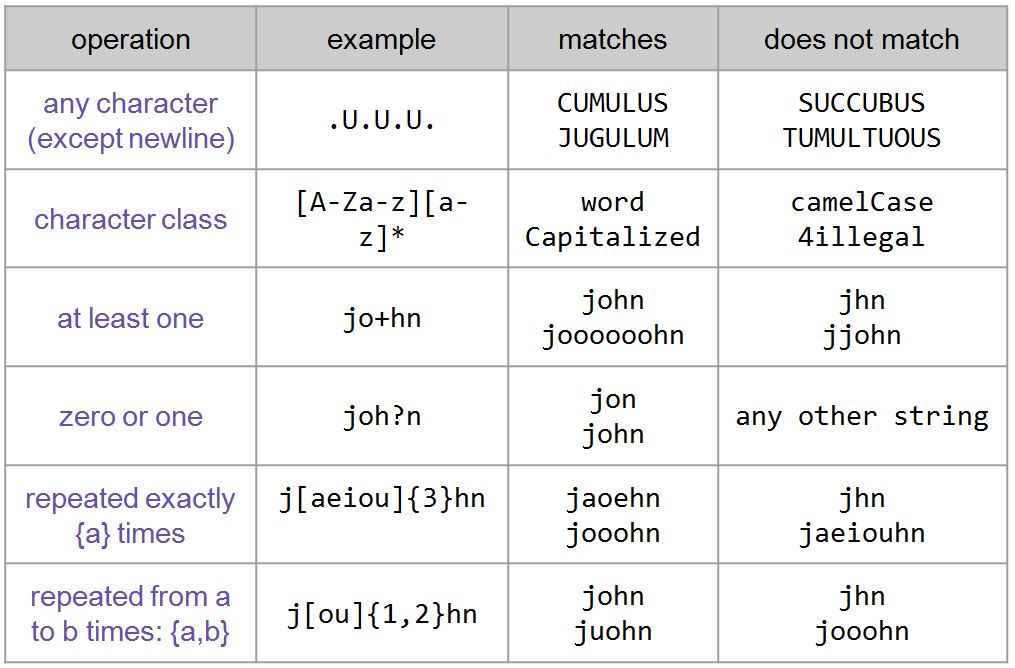 operation example matches does not match
any character
(except newline)
.U.U.U.
CUMULUS
JUGULUM
SUCCUBUS
TUMULTUOUS
character class
[A-Za-z][a-
z]*
word
Capitalized
camelCase
4illegal
at least one
jo+hn
john
joooooohn
jhn
jjohn
zero or one
joh?n
jon
john
any other string
repeated exactly
{a} times
j[aeiou]{3}hn
jaoehn
jooohn
jhn
jaeiouhn
repeated from a
to b times: {a,b}
j[ou]{1,2}hn
john
juohn
jhn
jooohn